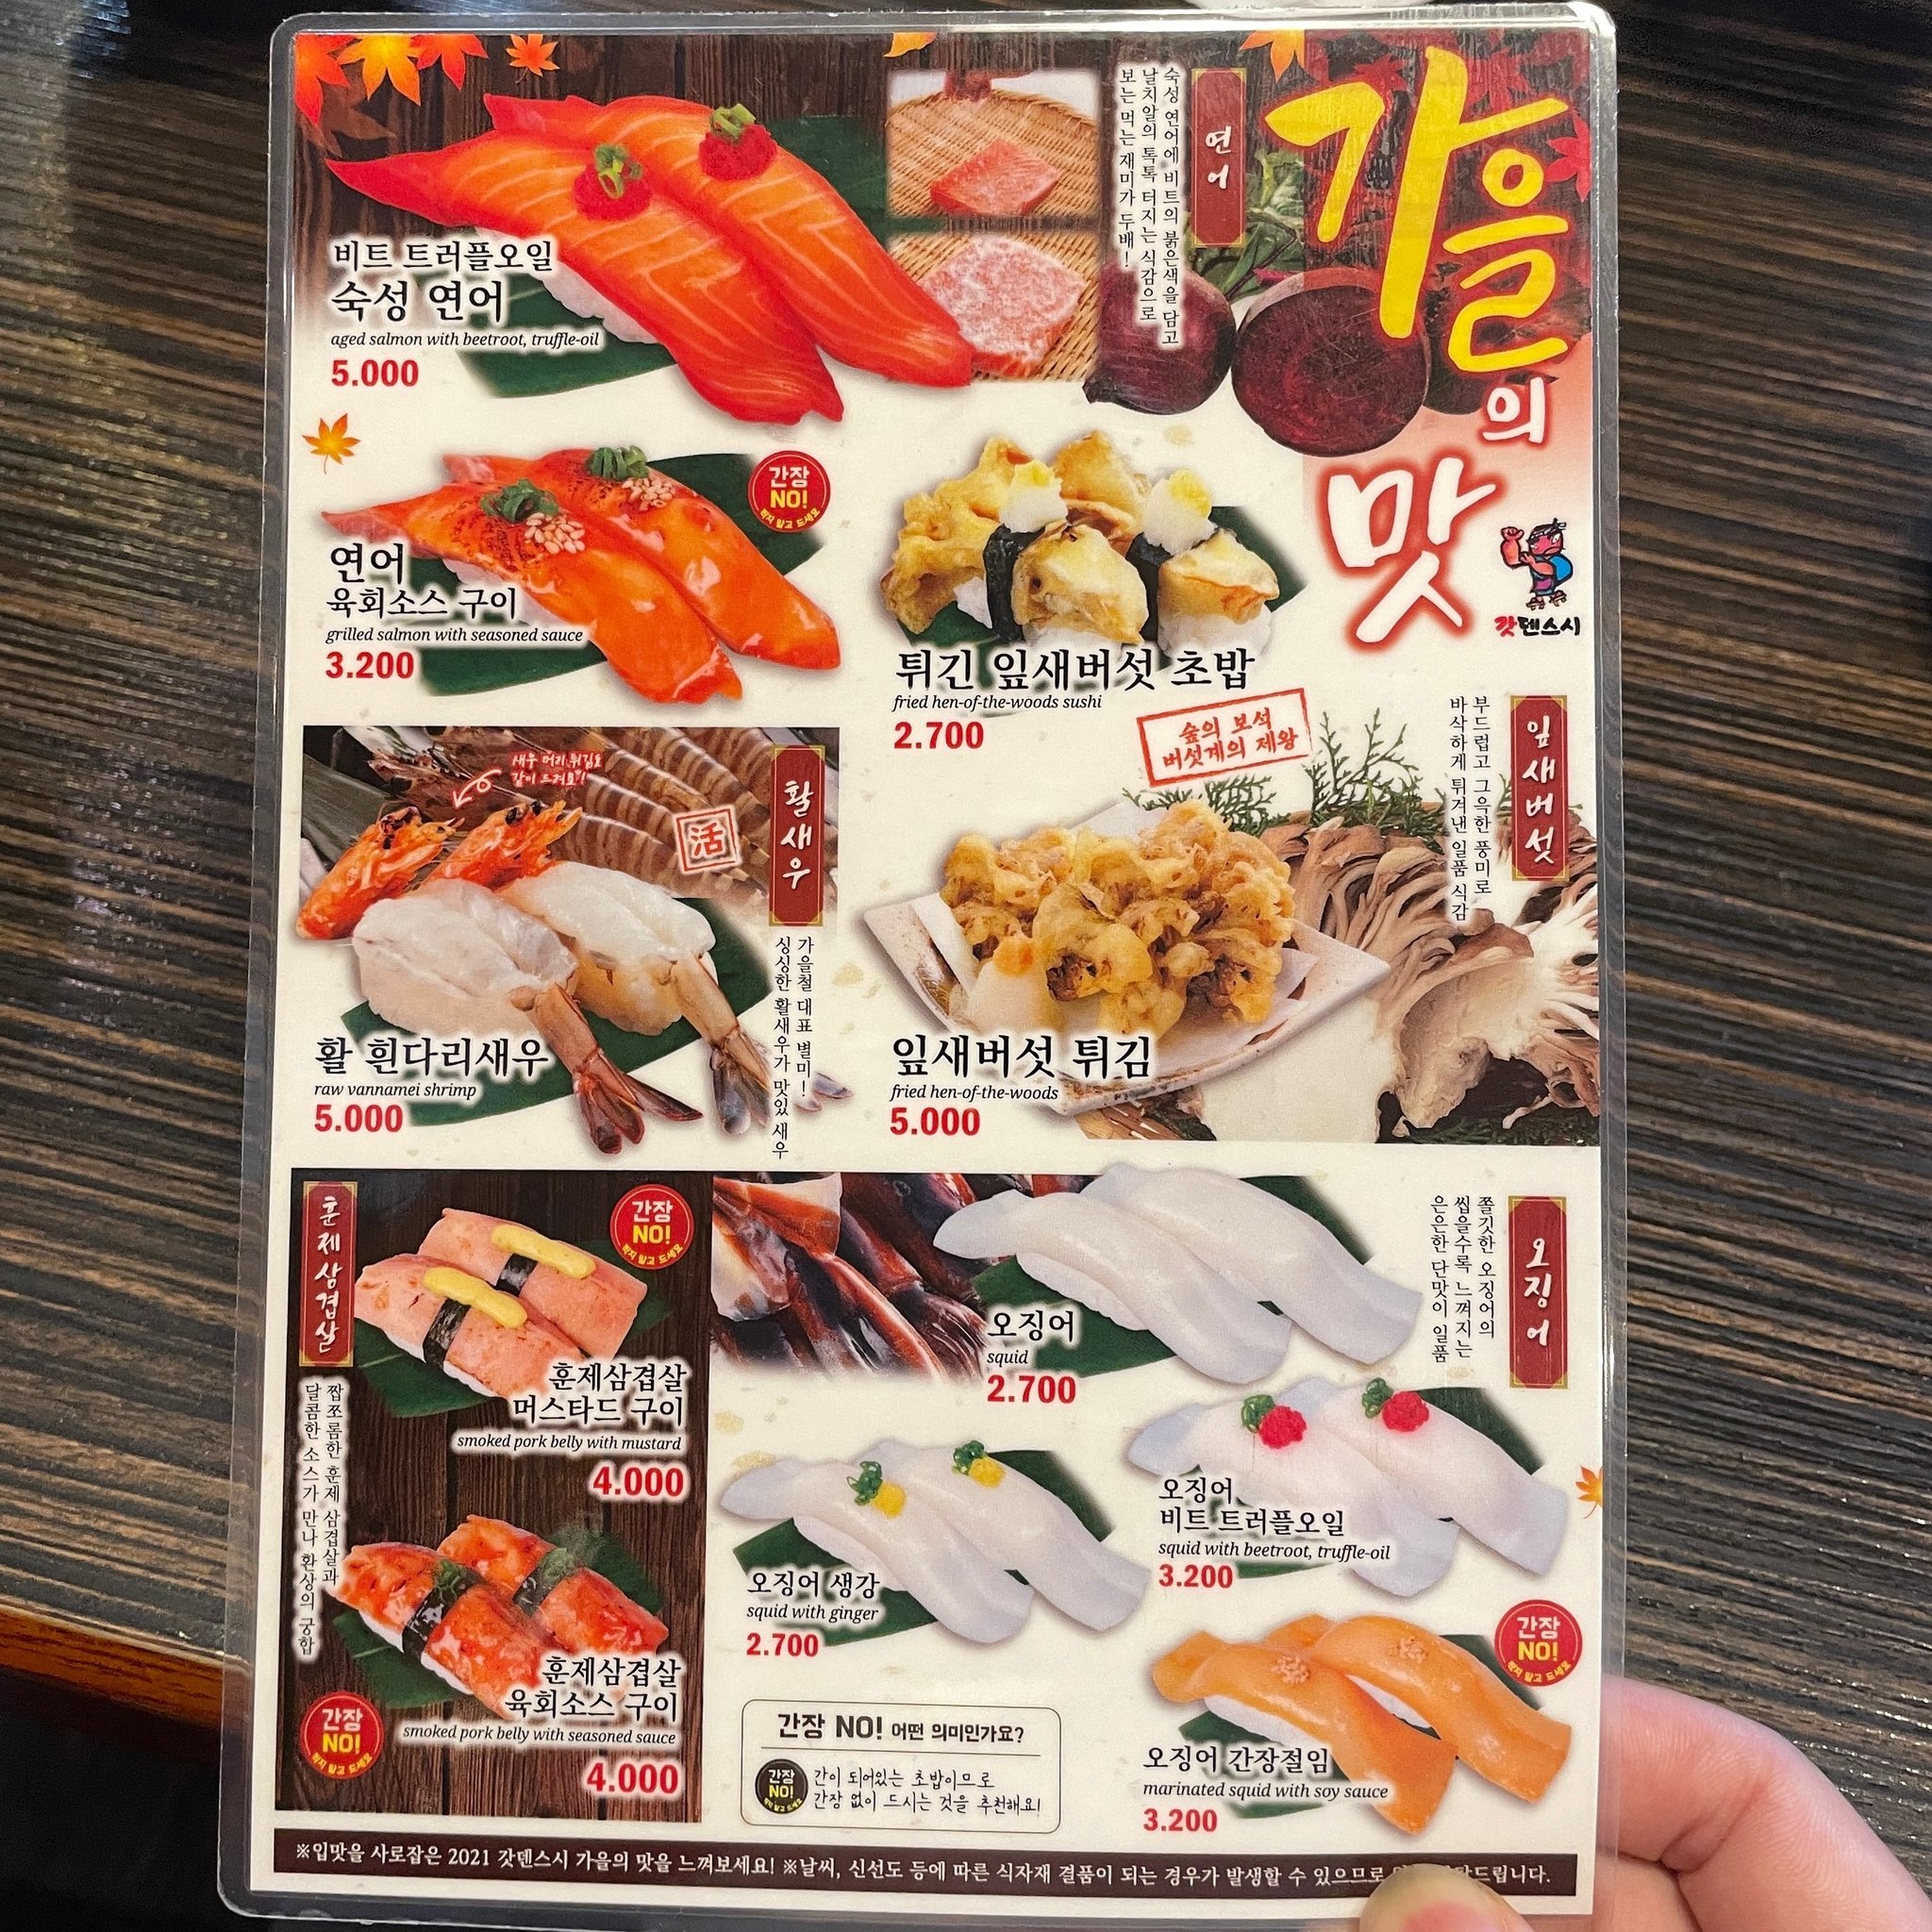 가을
의
맛
갓덴스시
연어
숙성 연어에 비트의 붉은색을 담고
날치알의 톡톡 터지는 식감으로
보는 먹는 재미가 두배!
비트 트러플오일
숙성 연어
aged salmon with beetroot, truffle-oil
5.000
간장
NO!
찍지 말고 드세요
연어
육회소스 구이
grilled salmon with seasoned sauce
3.200
튀긴 잎새버섯 초밥
fried hen-of-the-woods sushi
2.700
숲의 보석
버섯계의 제왕
잎새버섯
부드럽고 그윽한 풍미로
바삭하게 튀겨낸 일품 식감
잎새버섯 튀김
fried hen-of-the-woods
5.000
새우 머리 튀김도
같이 드려요!
活
활새우
가을철 대표 별미!
싱싱한 활새우가 맛있 새우
활 흰다리새우
raw vannamei shrimp
5.000
훈제삼겹살
짭쪼롬한 훈제 삼겹살과
달콤한 소스가 만나 환상의 궁합
간장
NO!
찍지 말고 드세요
훈제삼겹살
머스타드 구이
smoked pork belly with mustard
4.000
훈제삼겹살
육회소스 구이
smoked pork belly with seasoned sauce
4.000
간장
NO!
찍지 말고 드세요
오징어
쫄깃한 오징어의
씹을수록 느껴지는
은은한 단맛이 일품
오징어
squid
2.700
오징어
비트 트러플오일
squid with beetroot, truffle-oil
3.200
오징어 생강
squid with ginger
2.700
간장
NO!
찍지 말고 드세요
오징어 간장절임
marinated squid with soy sauce
3.200
간장 NO! 어떤 의미인가요?
간장
NO!
찍지 말고 드세요
간이 되어있는 초밥이므로
간장 없이 드시는 것을 추천해요!
※입맛을 사로잡은 2021 갓덴스시 가을의 맛을 느껴보세요! ※날씨, 신선도 등에 따른 식자재 결품이 되는 경우가 발생할 수 있으므로